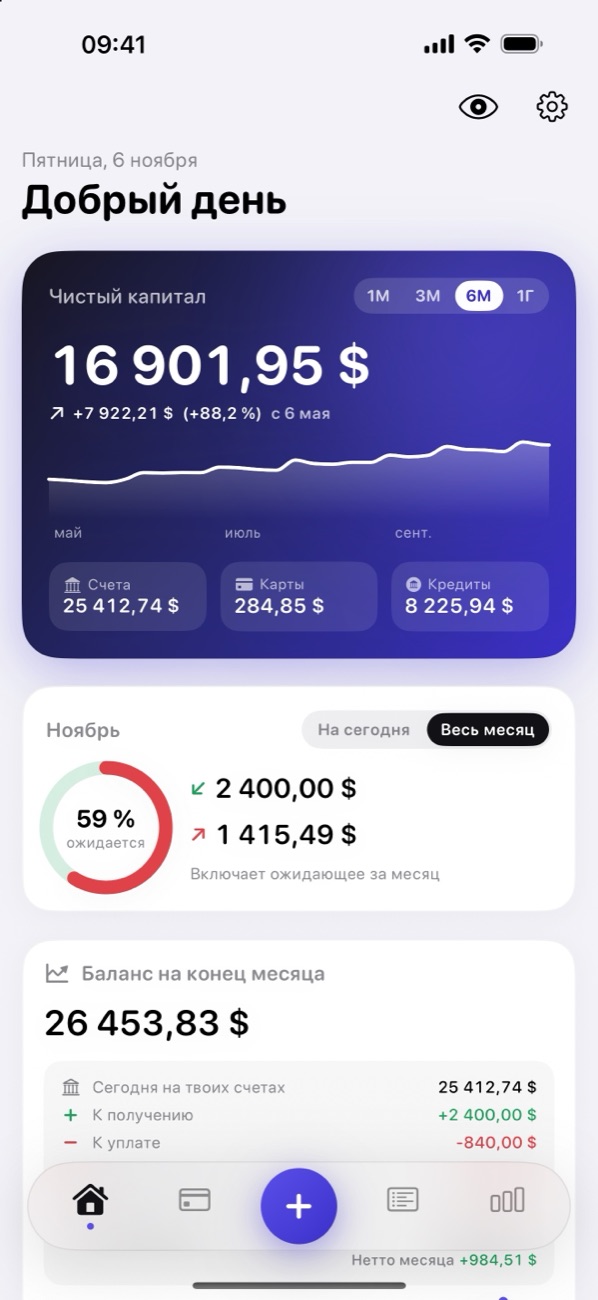 09:41
Пятница, 6 ноября
Добрый день
Чистый капитал
1М 3М 6М 1Г
16 901,95 $
+7 922,21 $ (+88,2 %) с 6 мая
май июль сент.
Счета Карты Кредиты
25 412,74 $ 284,85 $ 8 225,94 $
Ноябрь На сегодня Весь месяц
59 %
ожидается
2 400,00 $
1 415,49 $
Включает ожидающее за месяц
Баланс на конец месяца
26 453,83 $
Сегодня на твоих счетах 25 412,74 $
+ К получению +2 400,00 $
− К уплате -840,00 $
+
Нетто месяца +984,51 $